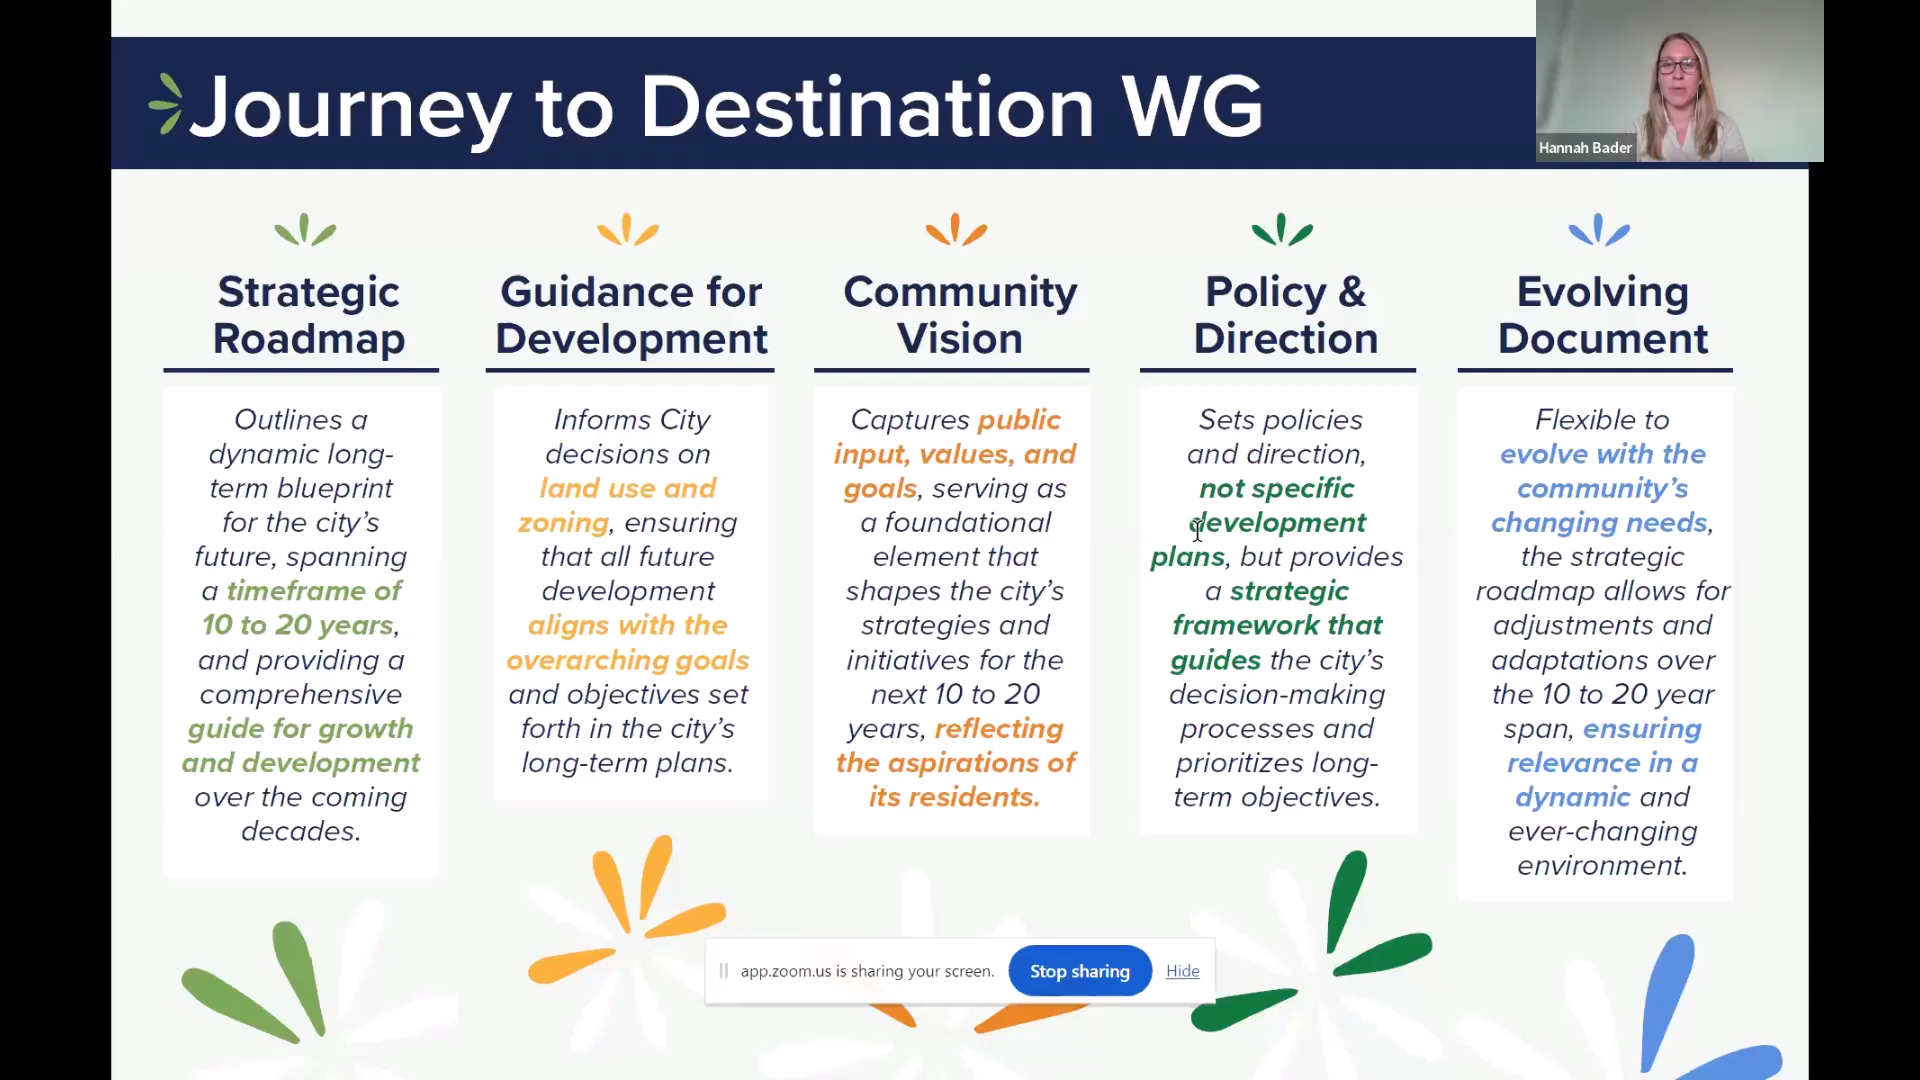 Journey to Destination WG
Hannah Bader
Strategic
Roadmap
Outlines a
dynamic long-
term blueprint
for the city's
future, spanning
a timeframe of
10 to 20 years,
and providing a
comprehensive
guide for growth
and development
over the coming
decades.
Guidance for
Development
Informs City
decisions on
land use and
zoning, ensuring
that all future
development
aligns with the
overarching goals
and objectives set
forth in the city's
long-term plans.
Community
Vision
Captures public
input, values, and
goals, serving as
a foundational
element that
shapes the city's
strategies and
initiatives for the
next 10 to 20
years, reflecting
the aspirations of
its residents.
Policy &
Direction
Sets policies
and direction,
not specific
development
plans, but provides
a strategic
framework that
guides the city's
decision-making
processes and
prioritizes long-
term objectives.
Evolving
Document
Flexible to
evolve with the
community's
changing needs,
the strategic
roadmap allows for
adjustments and
adaptations over
the 10 to 20 year
span, ensuring
relevance in a
dynamic and
ever-changing
environment.
app.zoom.us is sharing your screen.
Stop sharing
Hide